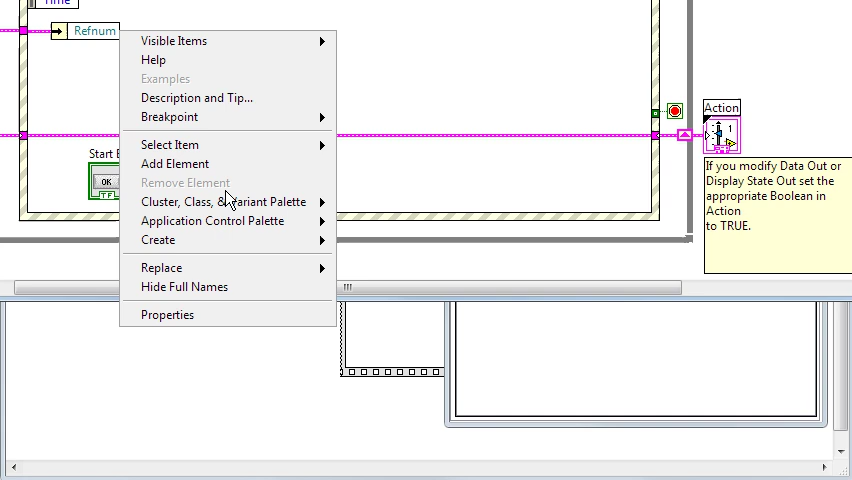 Time
Refnum
Visible Items
Help
Examples
Description and Tip...
Breakpoint
Select Item
Add Element
Remove Element
Cluster, Class, & Variant Palette
Application Control Palette
Create
Replace
Hide Full Names
Properties
Start
OK
TF
Action
1
If you modify Data Out or
Display State Out set the
appropriate Boolean in
Action
to TRUE.